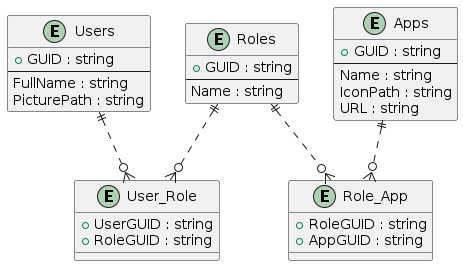 E Users
GUID : string
FullName : string
PicturePath : string
E Roles
GUID : string
Name : string
E Apps
GUID : string
Name : string
IconPath : string
URL : string
E User_Role
UserGUID : string
RoleGUID : string
E Role_App
RoleGUID : string
AppGUID : string